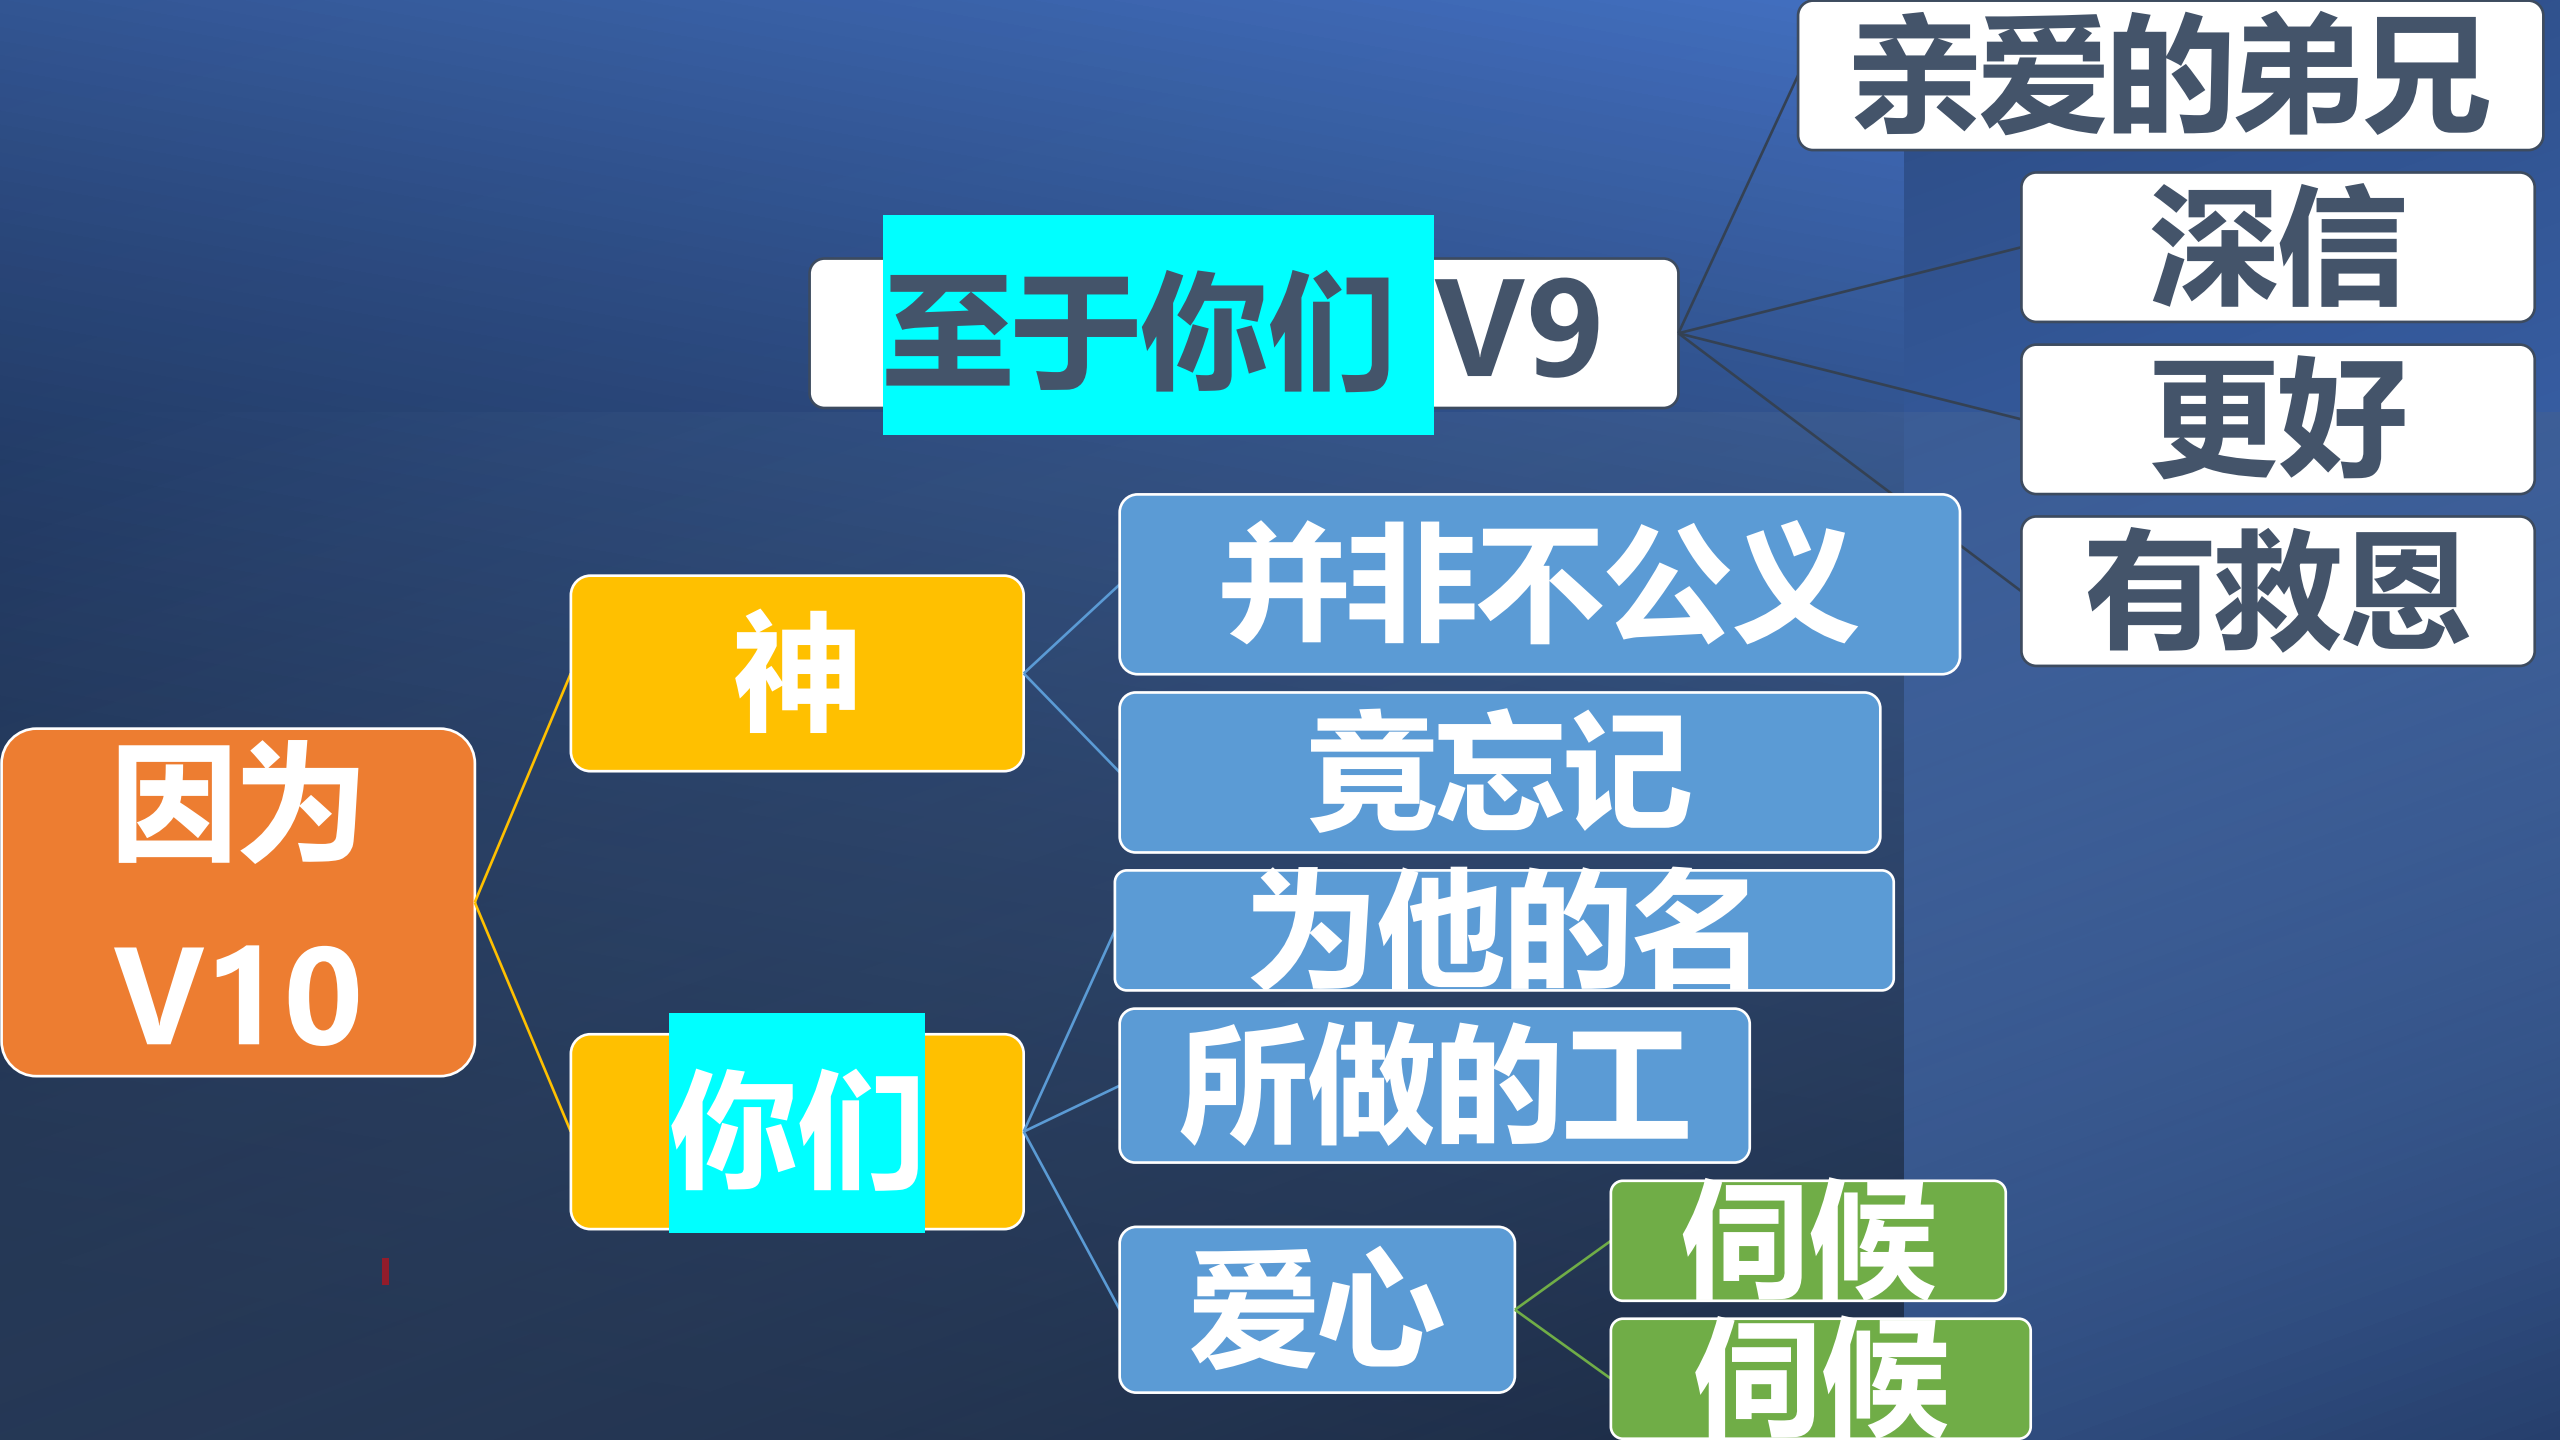 至于你们 V9
亲爱的弟兄
深信
更好
有救恩
因为
V10
神
并非不公义
竟忘记
你们
为他的名
所做的工
爱心
伺候
伺候